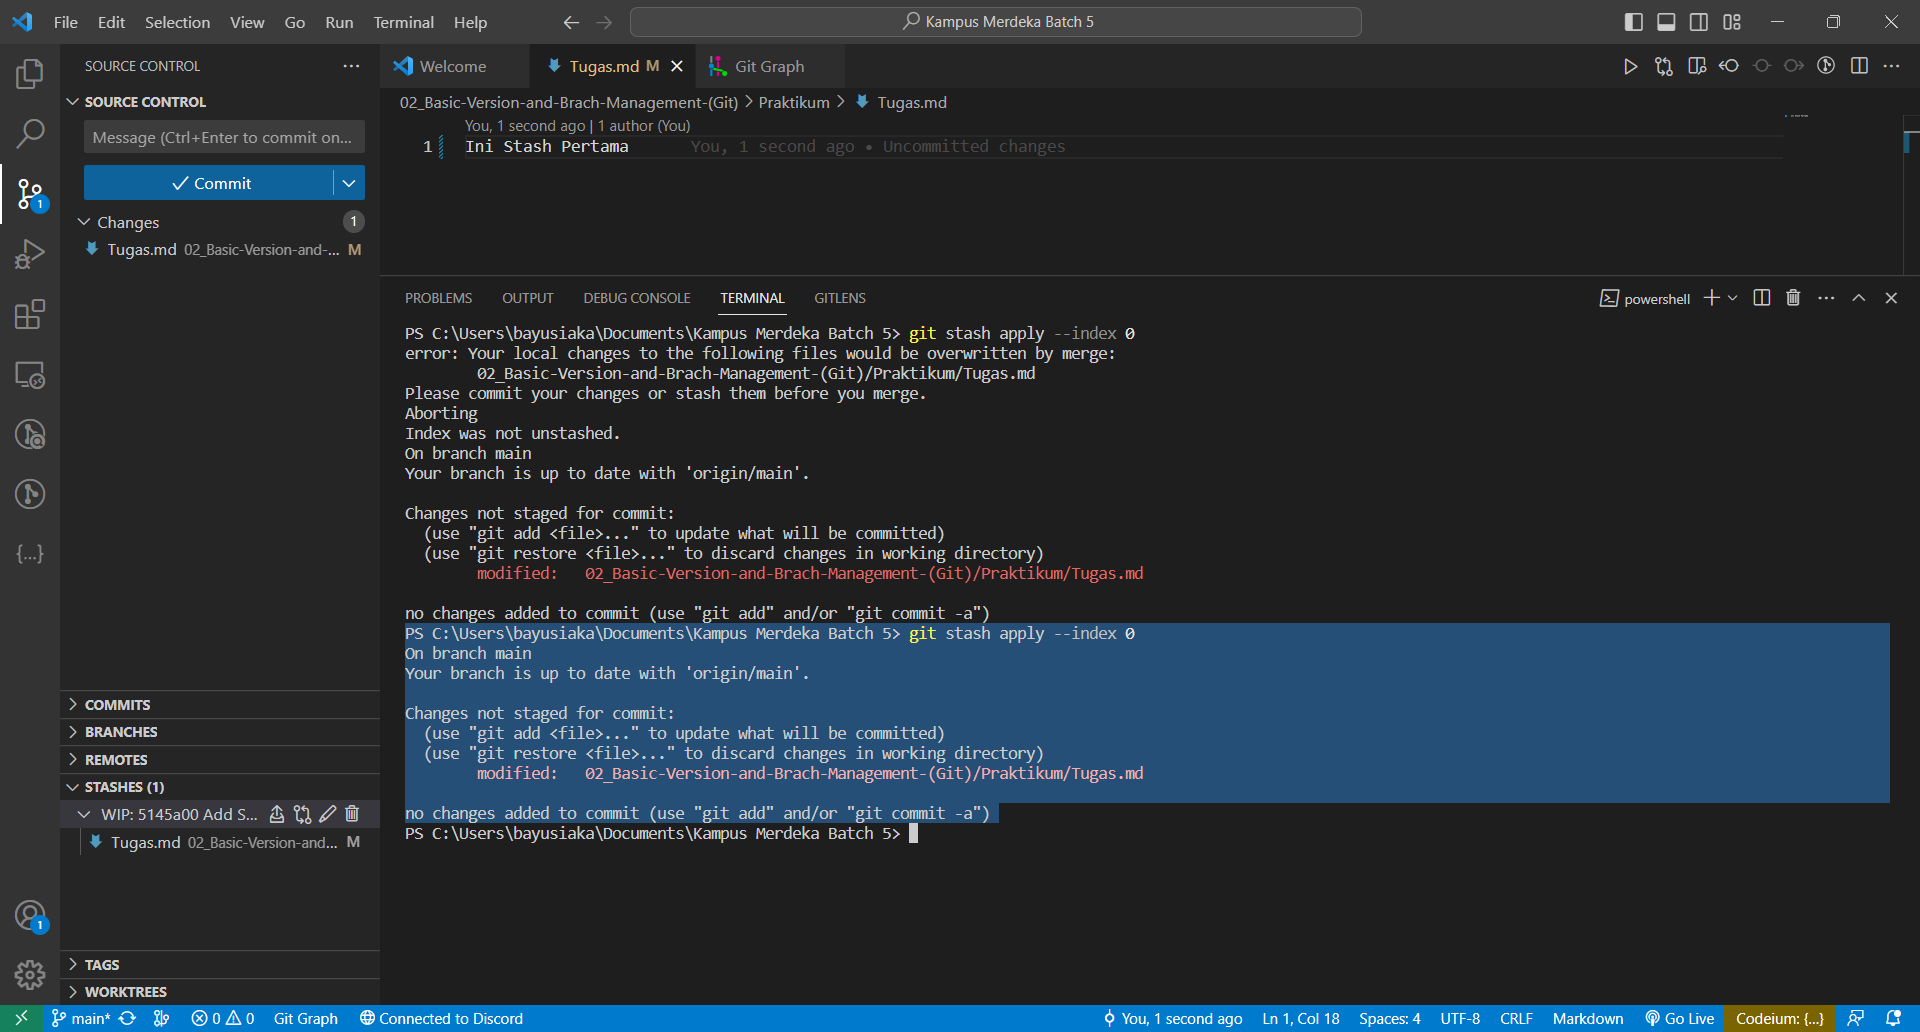 File Edit Selection View Go Run Terminal Help
Kampus Merdeka Batch 5
SOURCE CONTROL
SOURCE CONTROL
Message (Ctrl+Enter to commit on...
Commit
Changes 1
Tugas.md 02_Basic-Version-and-... M
COMMITS
BRANCHES
REMOTES
STASHES (1)
WIP: 5145a00 Add S...
Tugas.md 02_Basic-Version-and... M
TAGS
WORKTREES
1
1
{...}
Welcome
Tugas.md M
Git Graph
02_Basic-Version-and-Brach-Management-(Git) > Praktikum > Tugas.md
You, 1 second ago | 1 author (You)
1 Ini Stash Pertama You, 1 second ago • Uncommitted changes
PROBLEMS OUTPUT DEBUG CONSOLE TERMINAL GITLENS
powershell
PS C:\Users\bayusiaka\Documents\Kampus Merdeka Batch 5> git stash apply --index 0
error: Your local changes to the following files would be overwritten by merge:
02_Basic-Version-and-Brach-Management-(Git)/Praktikum/Tugas.md
Please commit your changes or stash them before you merge.
Aborting
Index was not unstashed.
On branch main
Your branch is up to date with 'origin/main'.
Changes not staged for commit:
(use "git add <file>..." to update what will be committed)
(use "git restore <file>..." to discard changes in working directory)
modified: 02_Basic-Version-and-Brach-Management-(Git)/Praktikum/Tugas.md
no changes added to commit (use "git add" and/or "git commit -a")
PS C:\Users\bayusiaka\Documents\Kampus Merdeka Batch 5> git stash apply --index 0
On branch main
Your branch is up to date with 'origin/main'.
Changes not staged for commit:
(use "git add <file>..." to update what will be committed)
(use "git restore <file>..." to discard changes in working directory)
modified: 02_Basic-Version-and-Brach-Management-(Git)/Praktikum/Tugas.md
no changes added to commit (use "git add" and/or "git commit -a")
PS C:\Users\bayusiaka\Documents\Kampus Merdeka Batch 5>
main* 0 0 Git Graph Connected to Discord
You, 1 second ago Ln 1, Col 18 Spaces: 4 UTF-8 CRLF Markdown Go Live Codeium: {...}